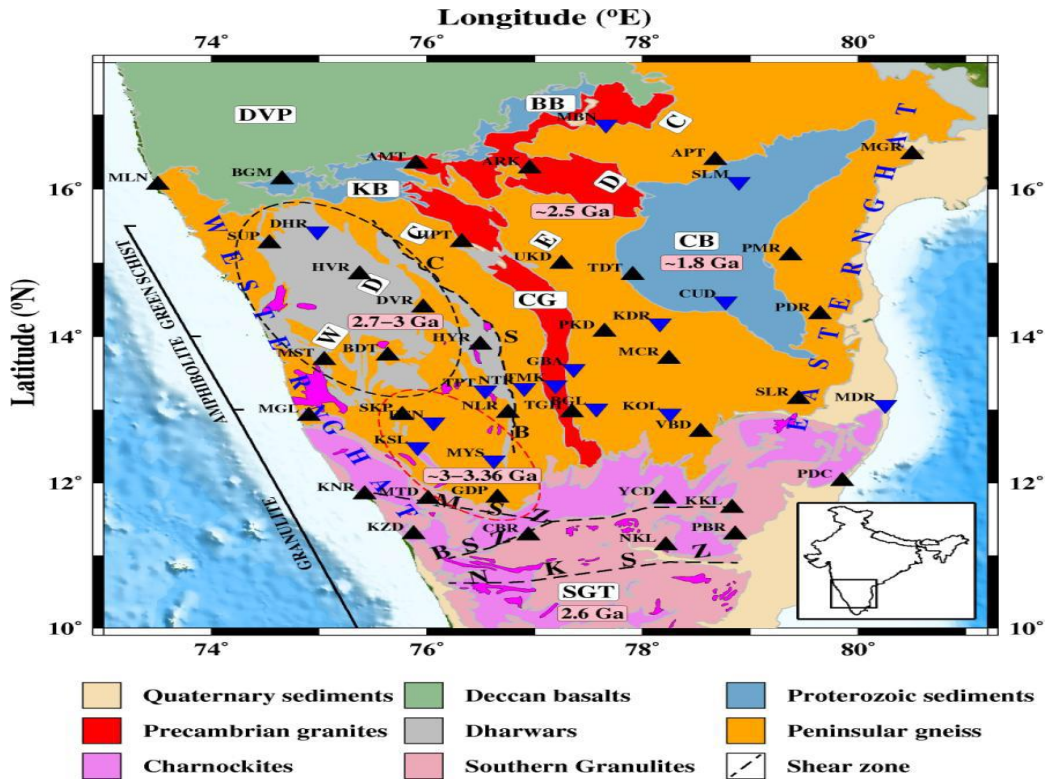 Longitude (ºE)
74˚
76˚
78˚
80˚
Latitude (ºN)
16˚
14˚
12˚
10˚
16˚
14˚
12˚
10˚
DVP
BB
MBN
C
AMT
ARK
APT
SLM
MGR
MLN
BGM
KB
D
~2.5 Ga
DHR
SUP
HPT
C
E
UKD
CB
~1.8 Ga
PMR
HVR
D
C
TDT
DVR
2.7–3 Ga
CG
CUD
PDR
W
S
HYR
PKD
KDR
MST
BDT
GBA
MCR
TPT
NTR
TMK
MGL
SKP
NLR
TGH
BGL
KOL
SLR
MDR
KSL
MYS
B
VBD
~3–3.36 Ga
KNR
MTD
GDP
YCD
KKL
PDC
M S Z
KZD
B S Z
CBR
NKL
PBR
N K S Z
SGT
2.6 Ga
WESTERN GHAT
EASTERN GHAT
GREENSCHIST
AMPHIBOLITE
GRANULITE
74˚
76˚
78˚
80˚
Quaternary sediments
Deccan basalts
Proterozoic sediments
Precambrian granites
Dharwars
Peninsular gneiss
Charnockites
Southern Granulites
Shear zone